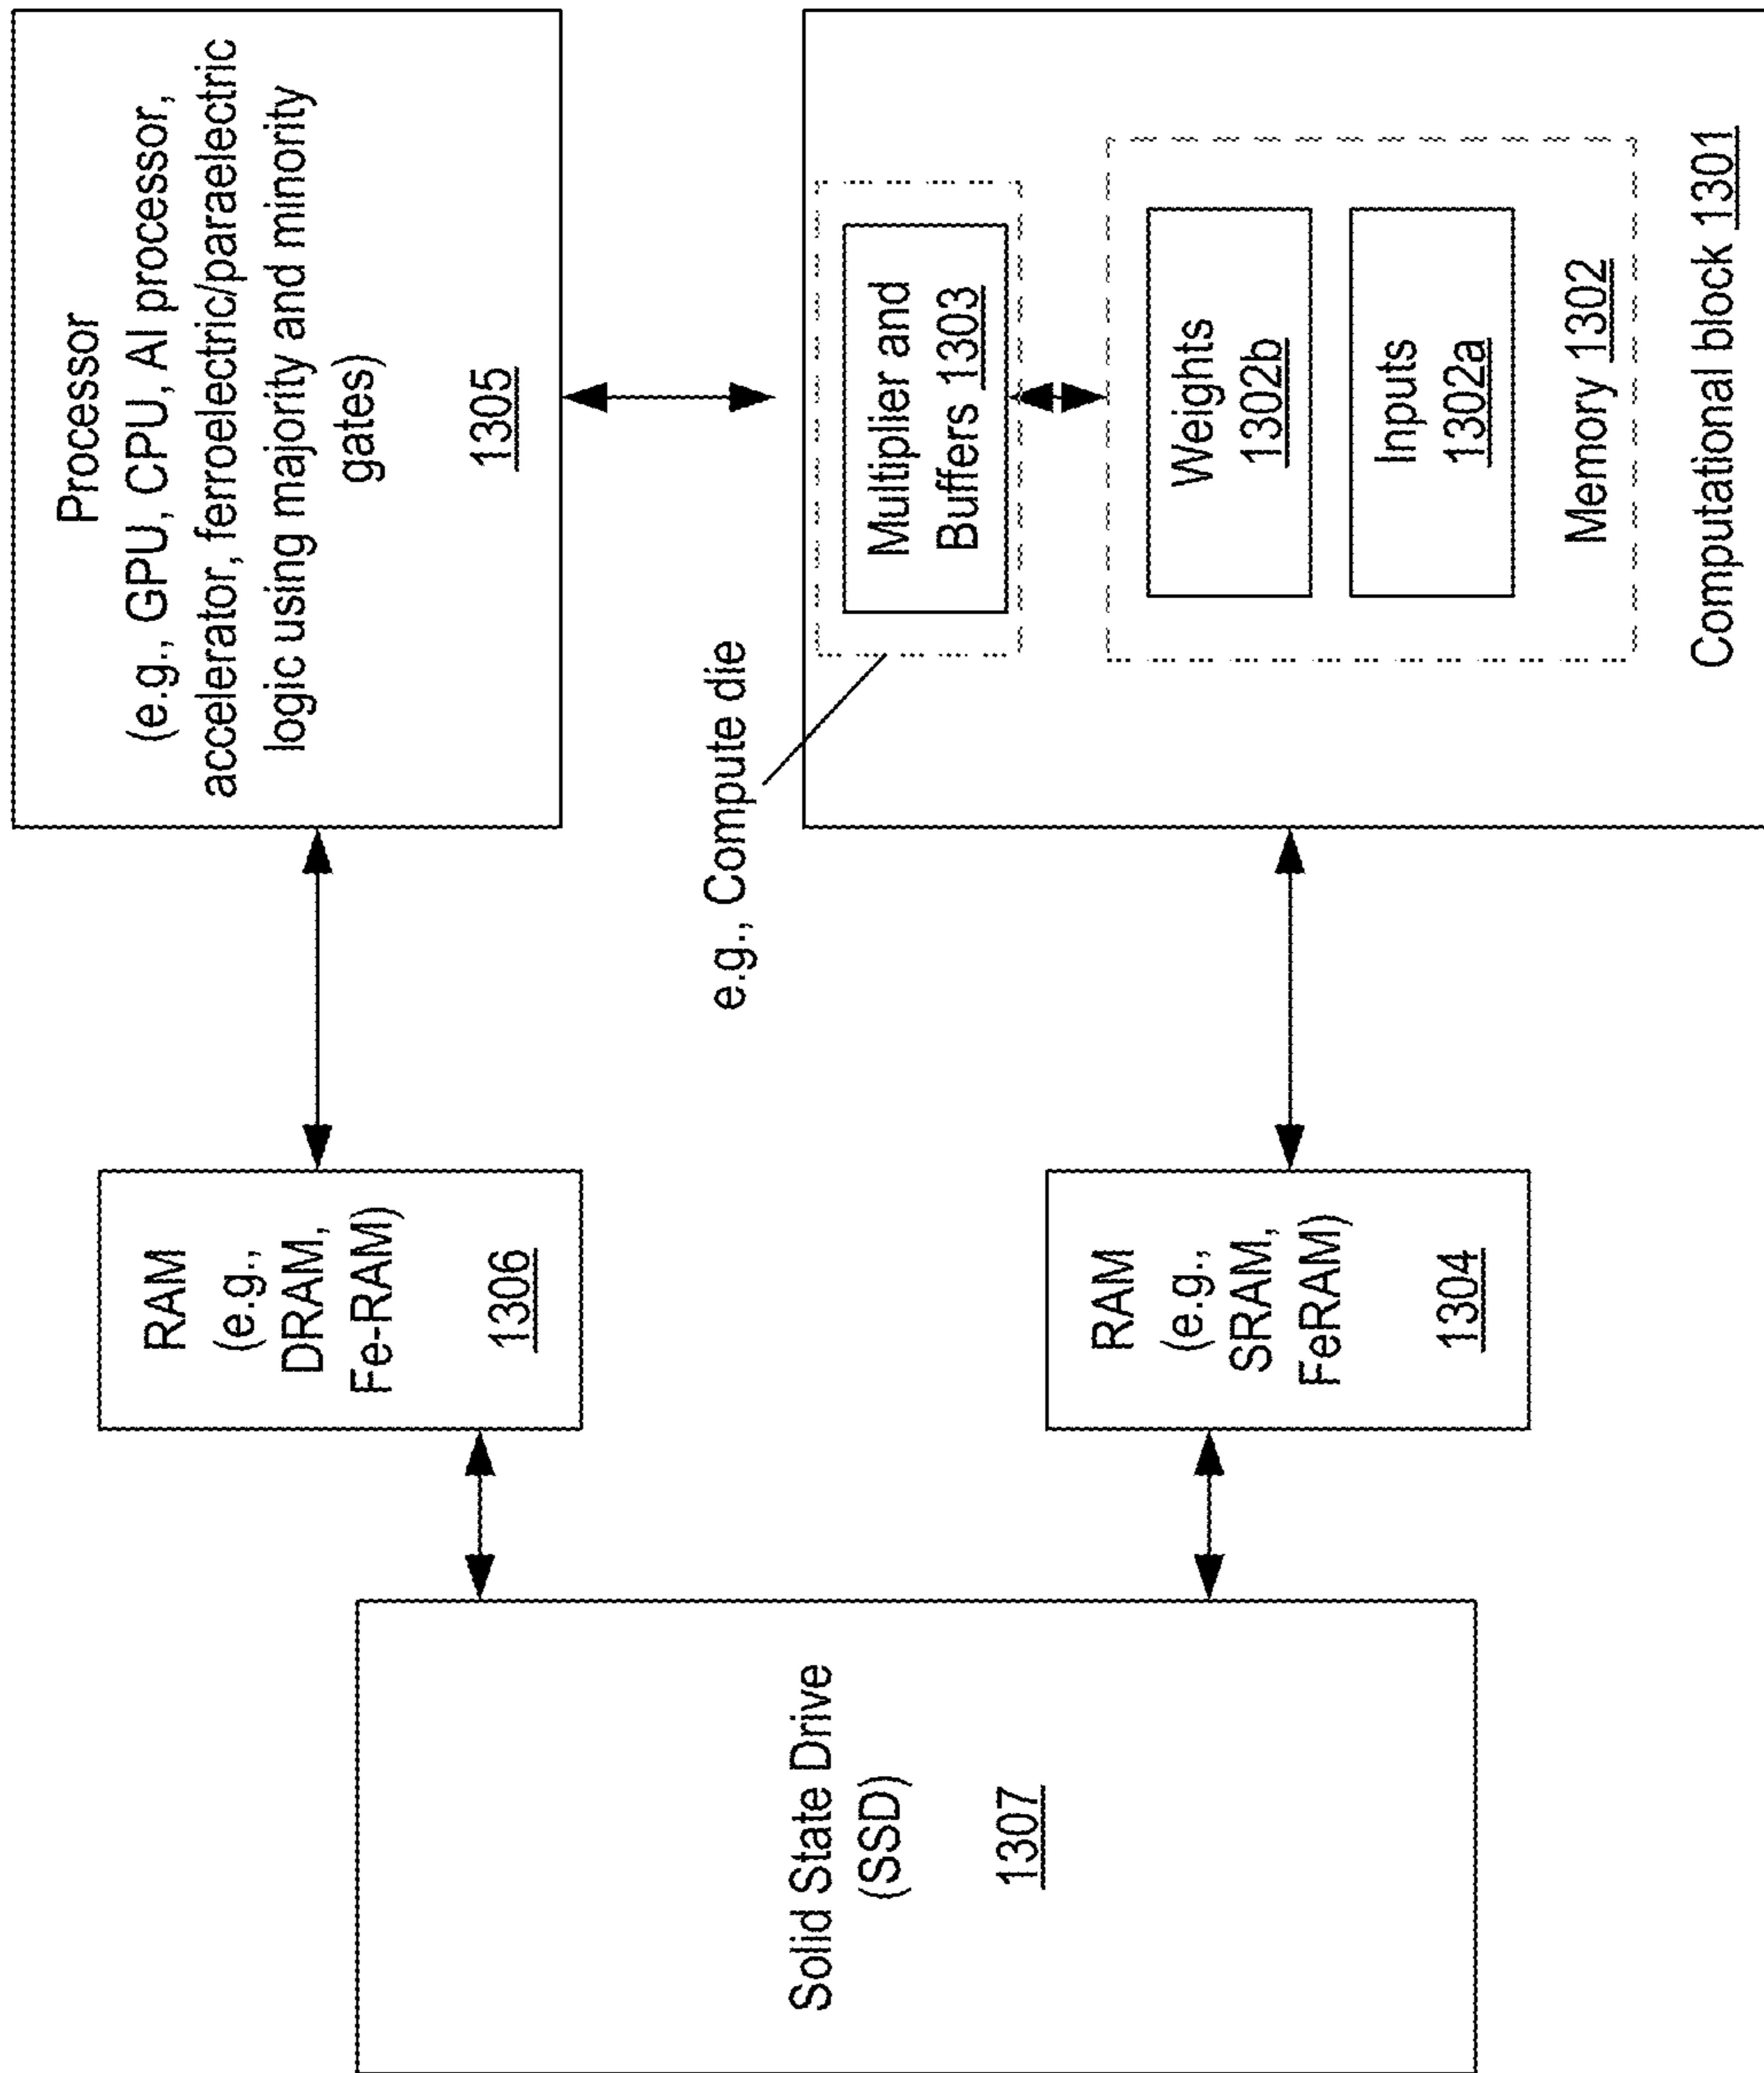 Processor
(e.g., GPU, CPU, AI processor,
accelerator, ferroelectric/paraelectric
logic using majority and minority
gates)
1305
RAM
(e.g.,
DRAM,
Fe-RAM)
1306
Solid State Drive
(SSD)
1307
e.g., Compute die
Multiplier and
Buffers 1303
Weights
1302b
Inputs
1302a
Memory 1302
Computational block 1301
RAM
(e.g.,
SRAM,
FeRAM)
1304